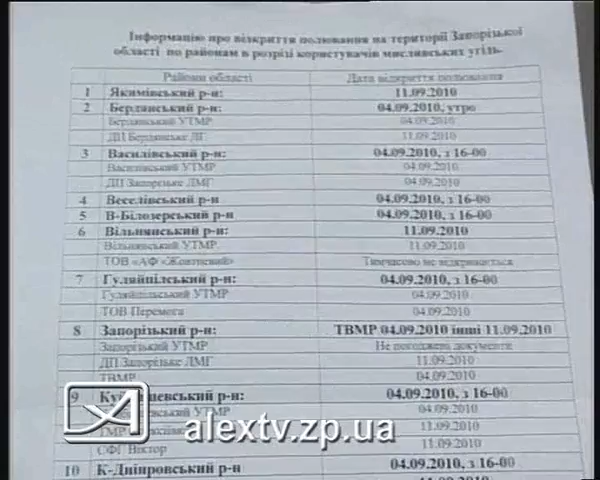 Інформацію про відкриття полювання на території Запорізької
області по районам в розрізі користувачів мисливських угідь
Райони області Дата відкриття полювання
1 Якимівський р-н: 11.09.2010
2 Бердянський р-н: 04.09.2010, утро
Бердянський УТМР 04.09.2010
ДП Бердянське ЛГ 11.09.2010
3 Василівський р-н: 04.09.2010, з 16-00
Василівський УТМР 04.09.2010
ДП Запорізьке ЛМГ 04.09.2010
4 Веселівський р-н 04.09.2010, з 16-00
5 В-Білозерський р-н 04.09.2010, з 16-00
6 Вільнянський р-н: 11.09.2010
Вільнянський УТМР 11.09.2010
ТОВ «АФ «Жовтневий» Тимчасово не відкривається
7 Гуляйпілський р-н: 04.09.2010, з 16-00
Гуляйпільський УТМР 04.09.2010
ТОВ Перемога 04.09.2010
8 Запорізький р-н: ТВМР 04.09.2010 інші 11.09.2010
Запорізький УТМР Не погоджені документи
ДП Запорізьке ЛМГ 11.09.2010
ТВМР 04.09.2010
9 04.09.2010, з 16-00
УТМР 04.09.2010
11.09.2010
СФГ Віктор 11.09.2010
10 К-Дніпровський р-н 04.09.2010, з 16-00
alextv.zp.ua